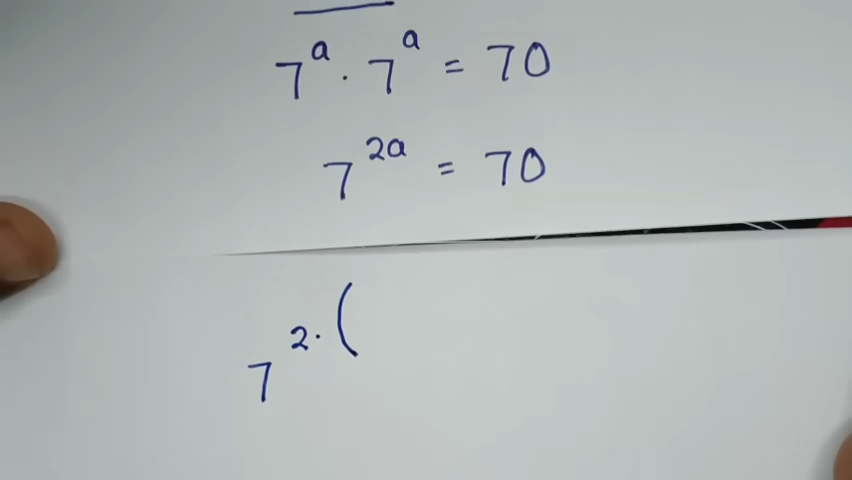 7^a · 7^a = 70
7^2a = 70
7^2·(